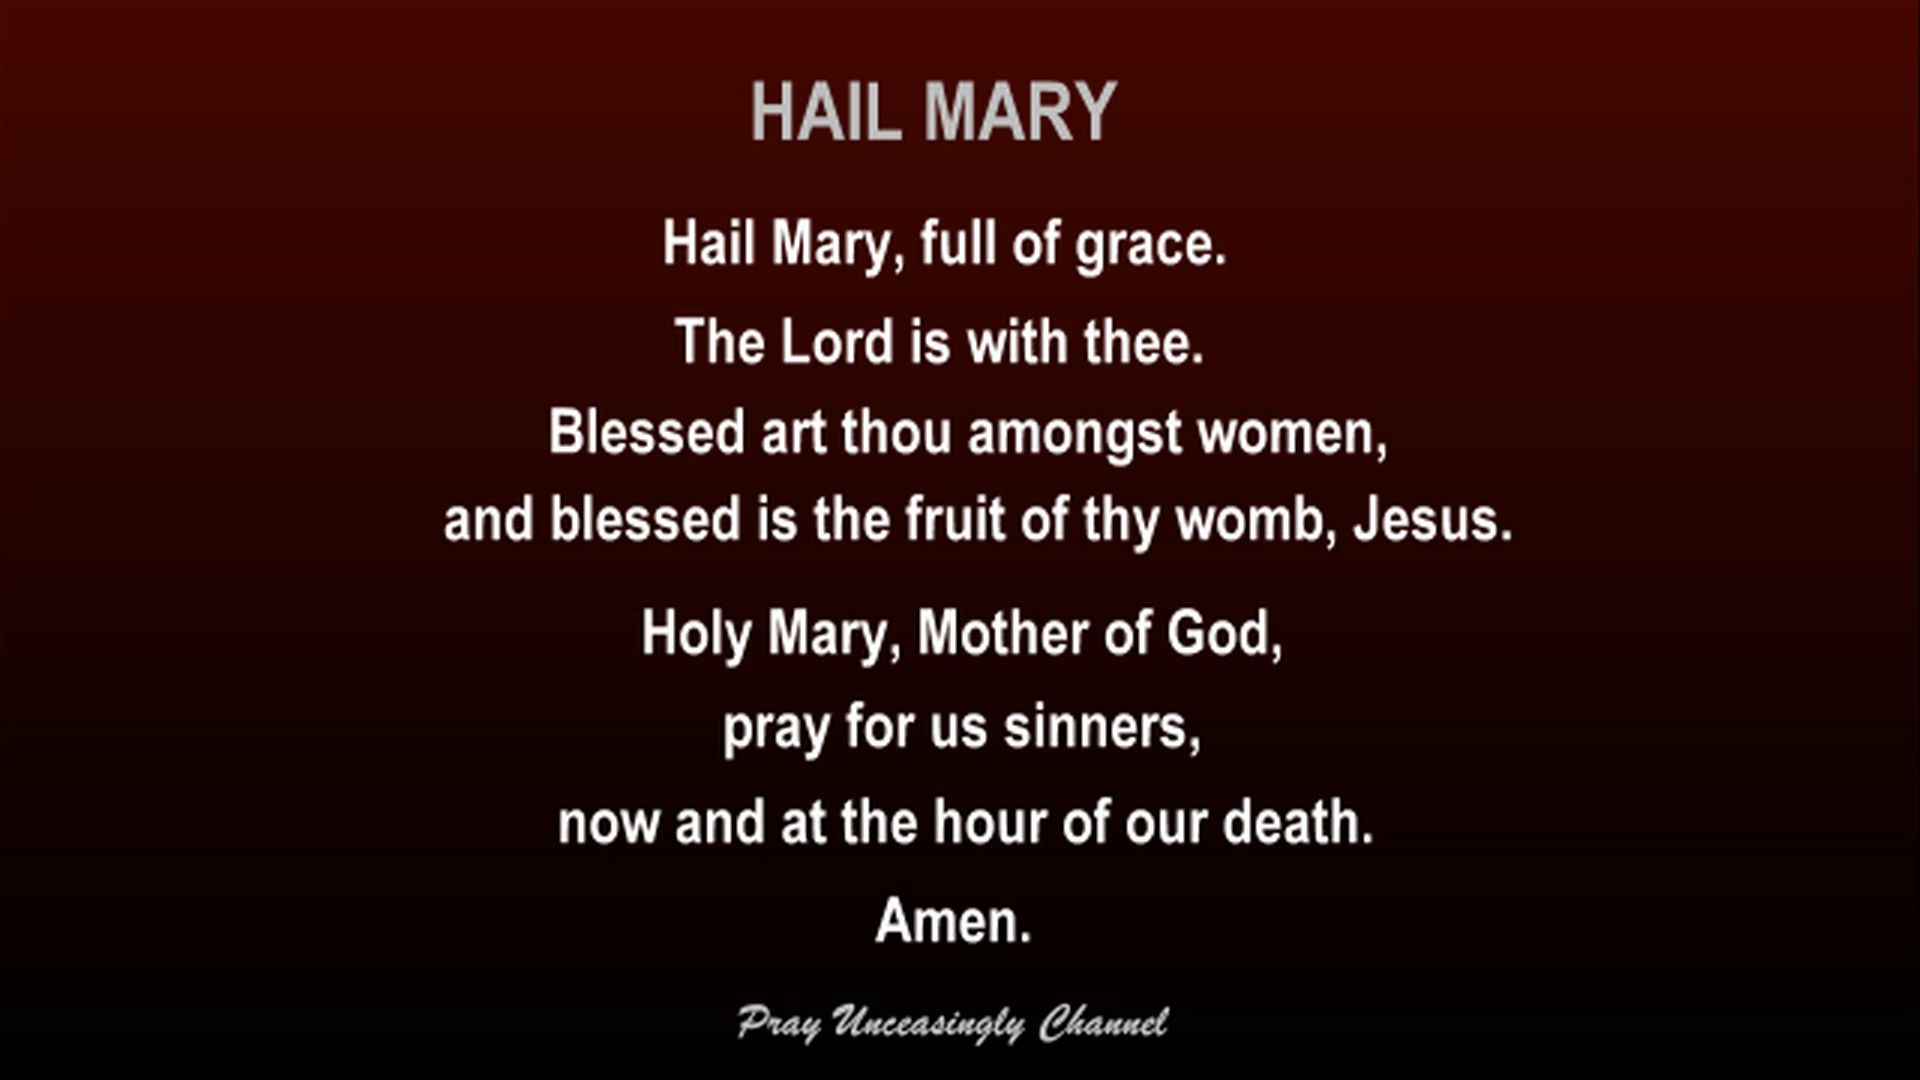 HAIL MARY
Hail Mary, full of grace.
The Lord is with thee.
Blessed art thou amongst women,
and blessed is the fruit of thy womb, Jesus.
Holy Mary, Mother of God,
pray for us sinners,
now and at the hour of our death.
Amen.
Pray Unceasingly Channel